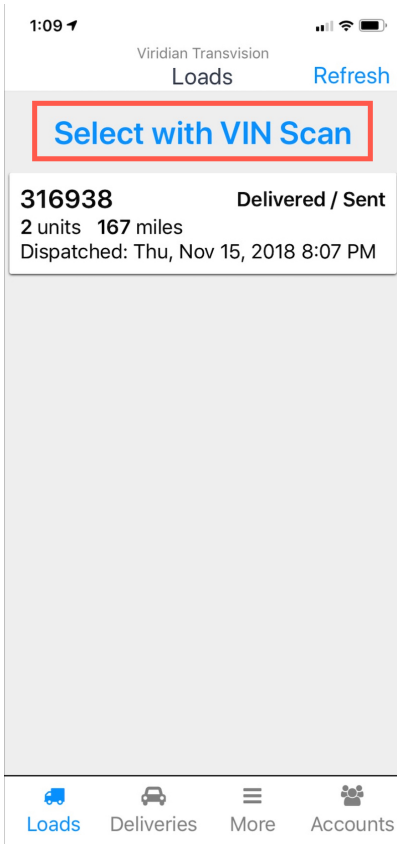 1:09
Viridian Transvision
Loads
Refresh
Select with VIN Scan
316938 Delivered / Sent
2 units 167 miles
Dispatched: Thu, Nov 15, 2018 8:07 PM
Loads Deliveries More Accounts